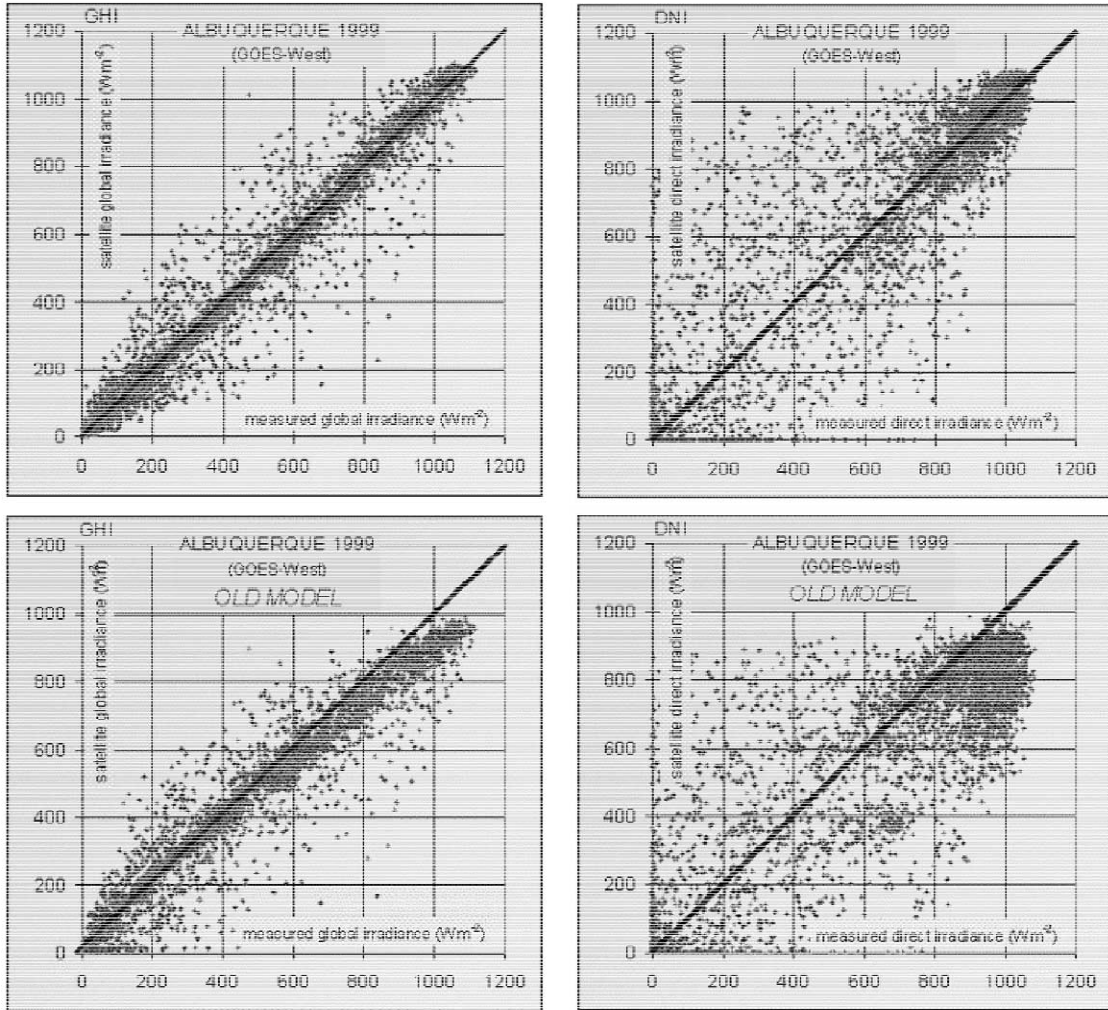 GHI
ALBUQUERQUE 1999
(GOES-West)
satellite global irradiance (Wm-2)
1200
1000
800
600
400
200
0
measured global irradiance (Wm-2)
0 200 400 600 800 1000 1200
DNI
ALBUQUERQUE 1999
(GOES-West)
satellite direct irradiance (Wm-2)
1200
1000
800
600
400
200
0
measured direct irradiance (Wm-2)
0 200 400 600 800 1000 1200
GHI
ALBUQUERQUE 1999
(GOES-West)
OLD MODEL
satellite global irradiance (Wm-2)
1200
1000
800
600
400
200
0
measured global irradiance (Wm-2)
0 200 400 600 800 1000 1200
DNI
ALBUQUERQUE 1999
(GOES-West)
OLD MODEL
satellite direct irradiance (Wm-2)
1200
1000
800
600
400
200
0
measured direct irradiance (Wm-2)
0 200 400 600 800 1000 1200